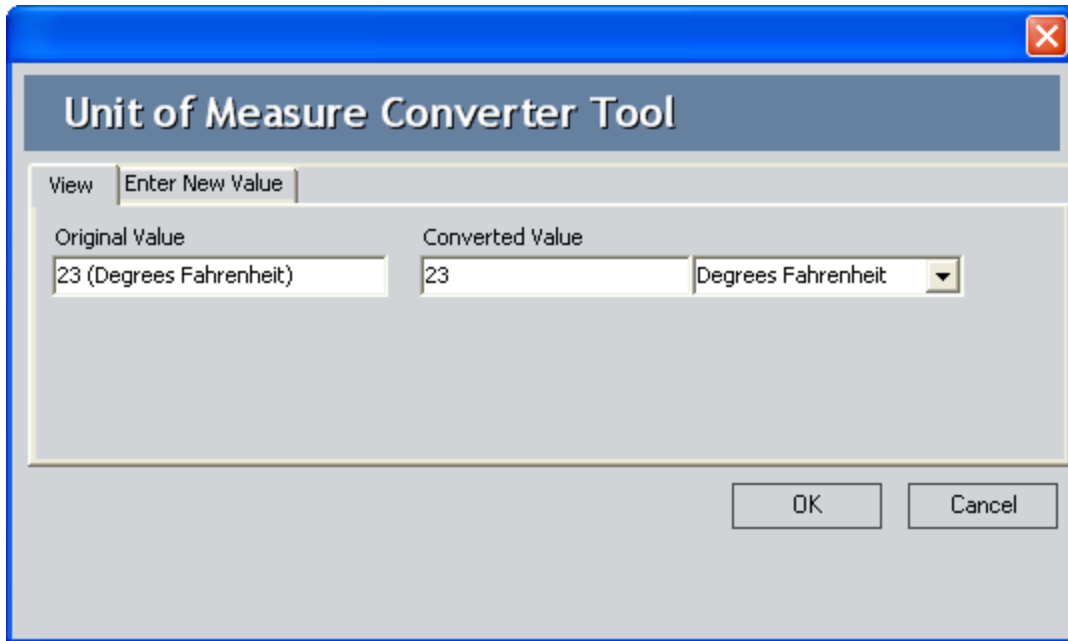 Unit of Measure Converter Tool
View Enter New Value
Original Value Converted Value
23 (Degrees Fahrenheit) 23 Degrees Fahrenheit
OK Cancel